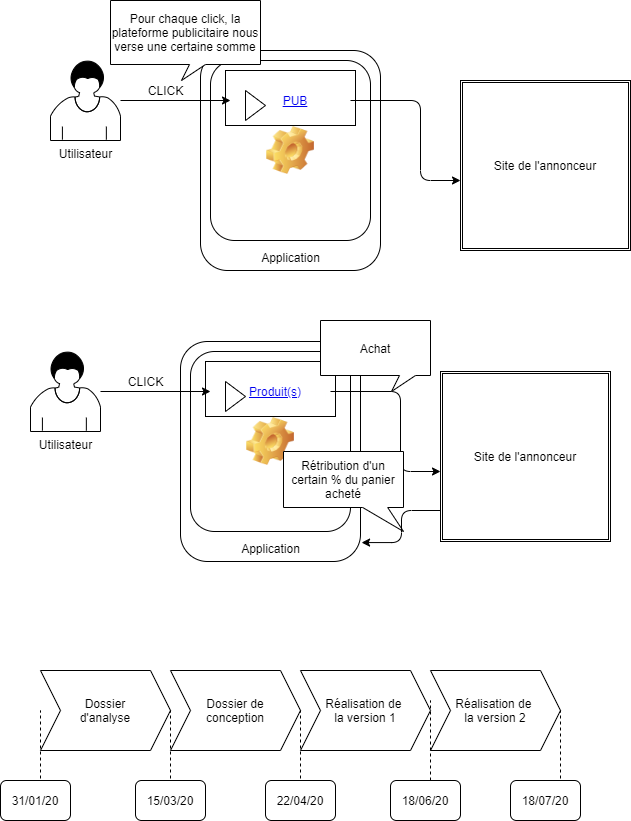 Pour chaque click, la
plateforme publicitaire nous
verse une certaine somme
CLICK
PUB
Utilisateur
Site de l'annonceur
Application
Achat
CLICK
Produit(s)
Utilisateur
Rétribution d'un
certain % du panier
acheté
Site de l'annonceur
Application
Dossier
d'analyse
Dossier de
conception
Réalisation de
la version 1
Réalisation de
la version 2
31/01/20
15/03/20
22/04/20
18/06/20
18/07/20